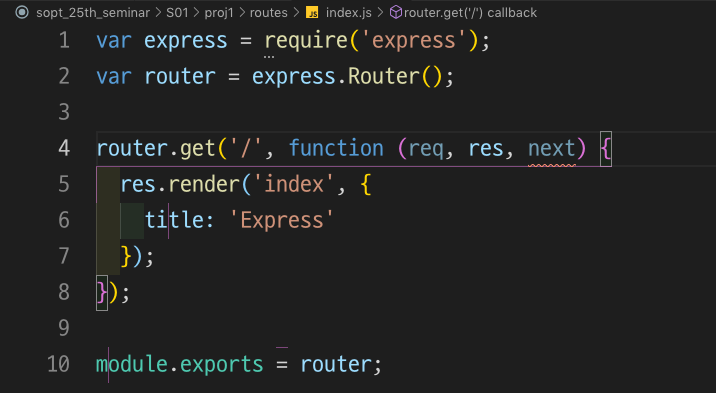 sopt_25th_seminar > S01 > proj1 > routes > JS index.js > router.get('/') callback
1 var express = require('express');
2 var router = express.Router();
3
4 router.get('/', function (req, res, next) {
5 res.render('index', {
6 title: 'Express'
7 });
8 });
9
10 module.exports = router;